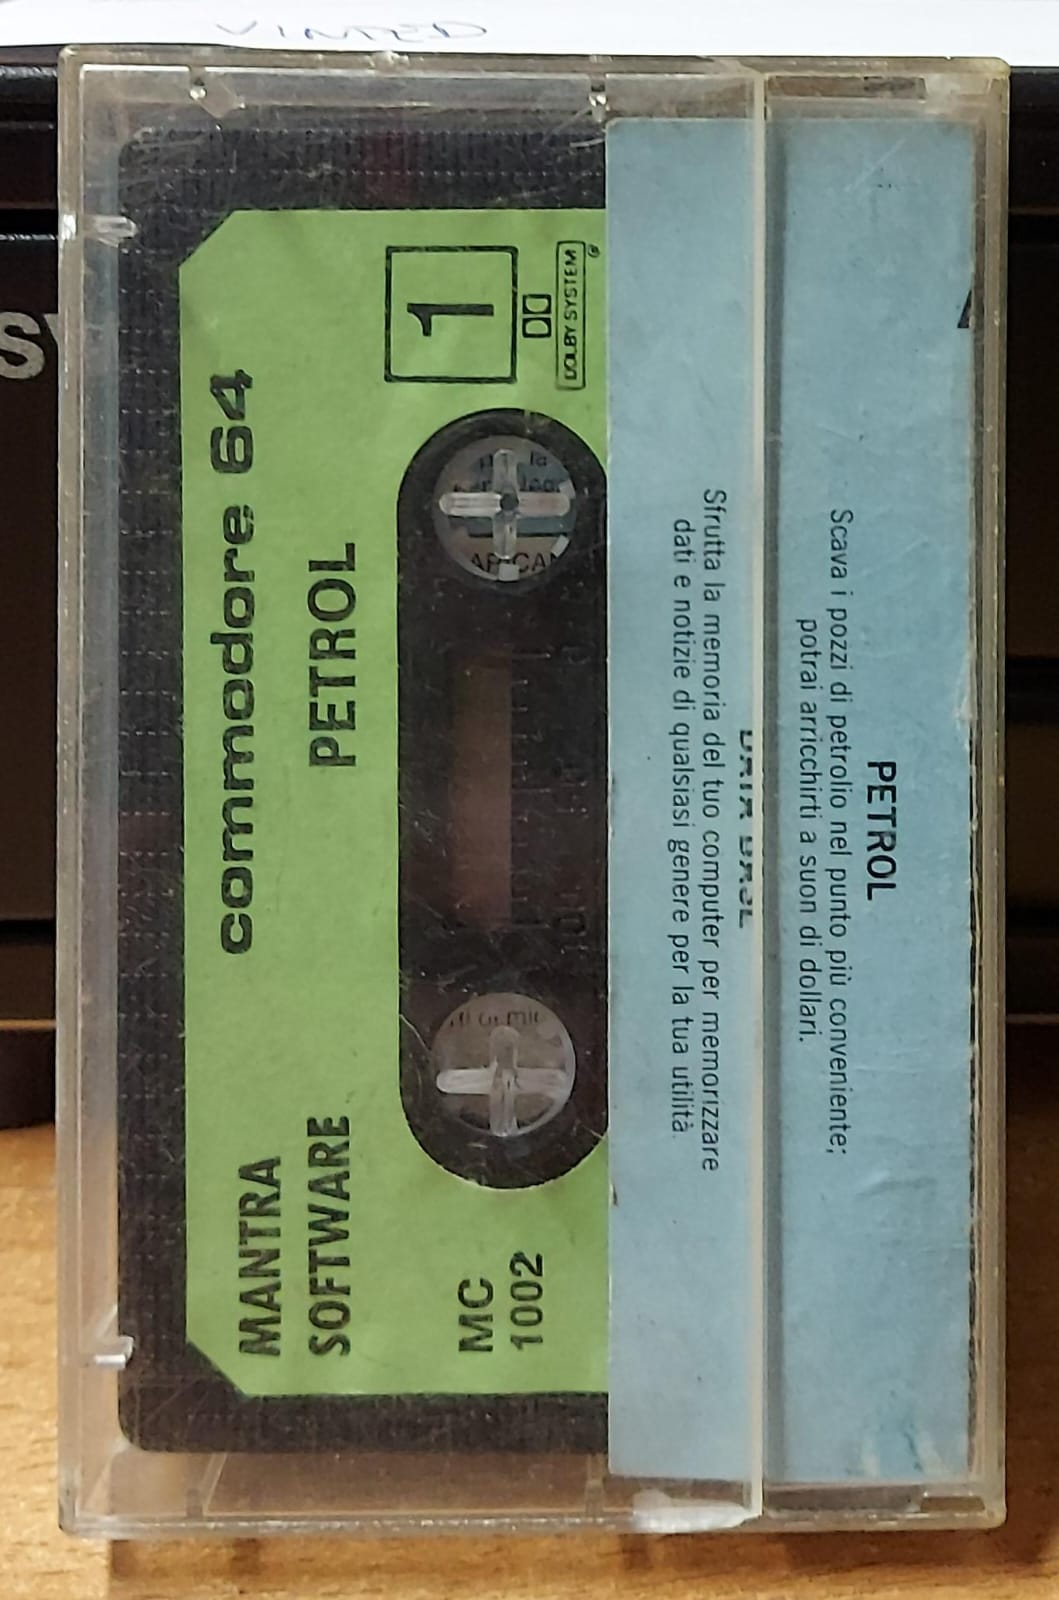 commodore 64
PETROL
MANTRA
SOFTWARE
MC
1002
1
DOLBY SYSTEM
PETROL
Scava i pozzi di petrolio nel punto più conveniente;
potrai arricchirti a suon di dollari.
DATA BASE
Sfrutta la memoria del tuo computer per memorizzare
dati e notizie di qualsiasi genere per la tua utilità.